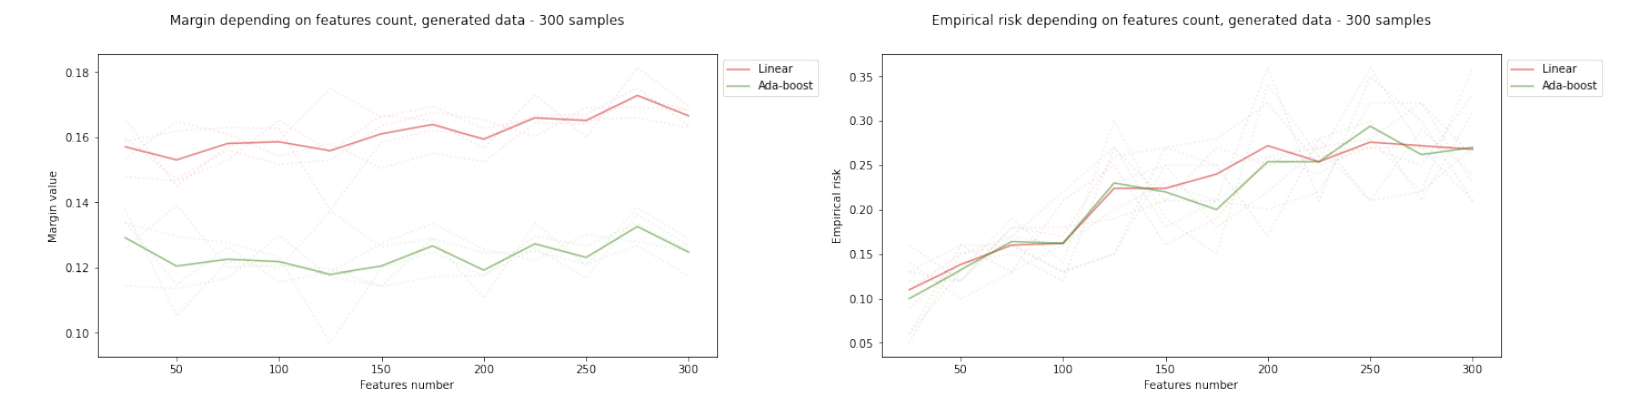 Margin depending on features count, generated data - 300 samples
0.18
0.16
0.14
0.12
0.10
Margin value
50
100
150
200
250
300
Features number
Linear
Ada-boost
Empirical risk depending on features count, generated data - 300 samples
0.35
0.30
0.25
0.20
0.15
0.10
0.05
Empirical risk
50
100
150
200
250
300
Features number
Linear
Ada-boost